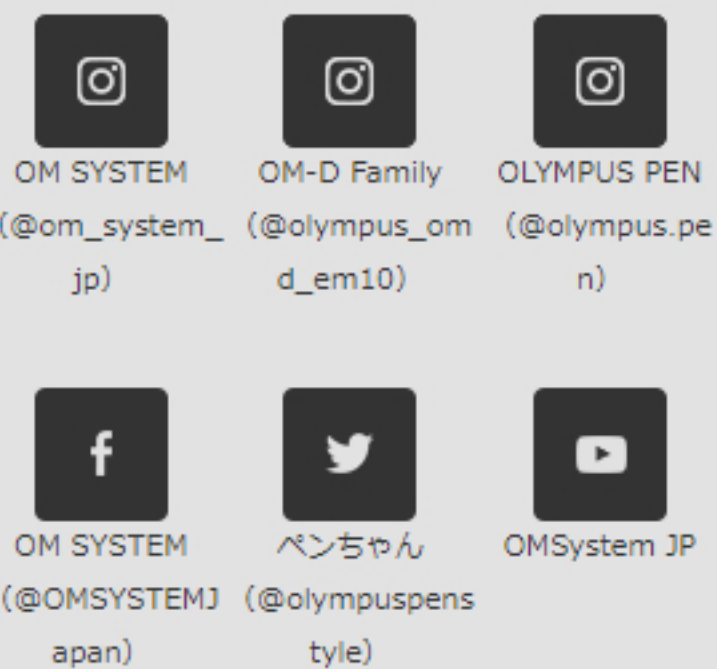 OM SYSTEM
(@om_system_
jp)
OM-D Family
(@olympus_om
d_em10)
OLYMPUS PEN
(@olympus.pe
n)
OM SYSTEM
(@OMSYSTEMJ
apan)
ペンちゃん
(@olympuspens
tyle)
OMSystem JP